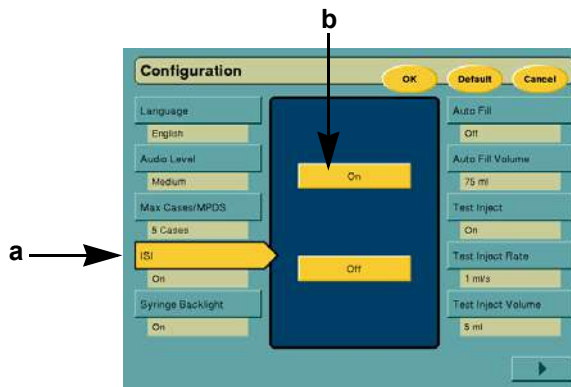 b
Configuration
OK
Default
Cancel
Language
English
Audio Level
Medium
Max Cases/MPDS
5 Cases
a
ISI
On
Syringe Backlight
On
On
Off
Auto Fill
Off
Auto Fill Volume
75 ml
Test Inject
On
Test Inject Rate
1 ml/s
Test Inject Volume
5 ml